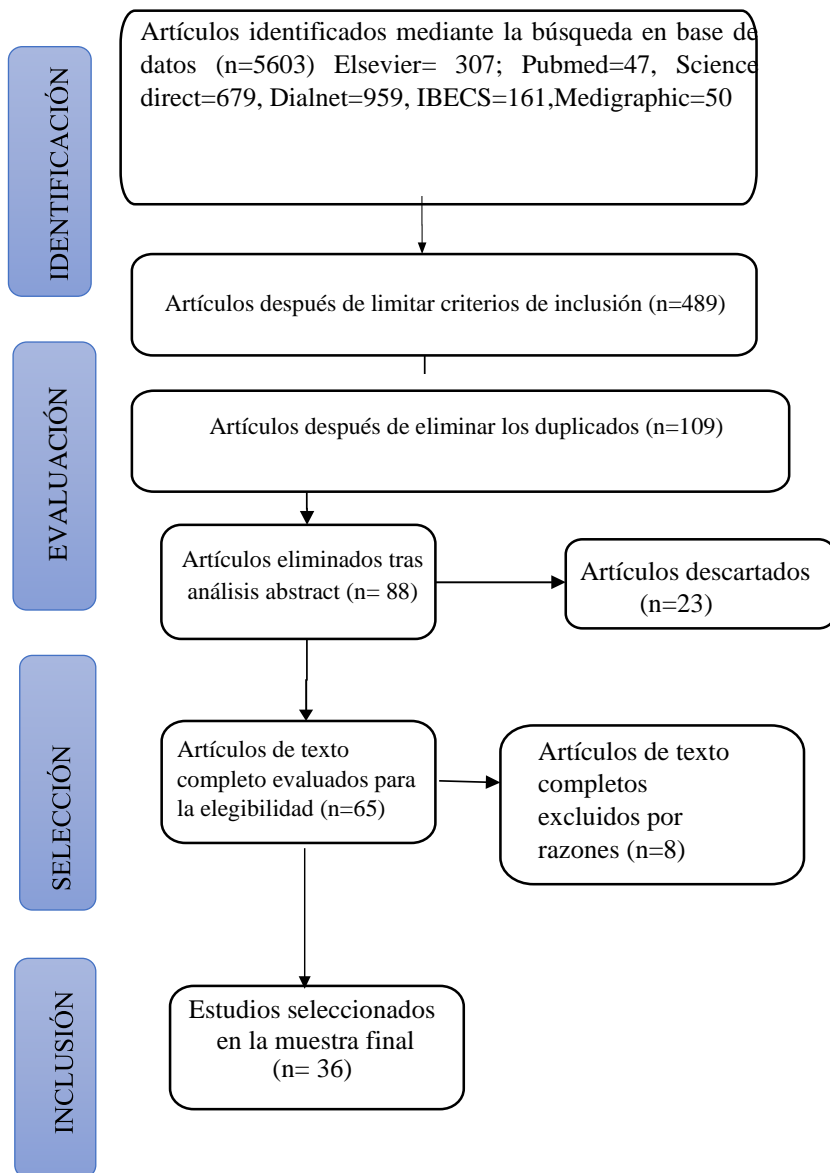 IDENTIFICACIÓN
Artículos identificados mediante la búsqueda en base de
datos (n=5603) Elsevier= 307; Pubmed=47, Science
direct=679, Dialnet=959, IBECS=161,Medigraphic=50
Artículos después de limitar criterios de inclusión (n=489)
EVALUACIÓN
Artículos después de eliminar los duplicados (n=109)
Artículos eliminados tras
análisis abstract (n= 88)
Artículos descartados
(n=23)
SELECCIÓN
Artículos de texto
completo evaluados para
la elegibilidad (n=65)
Artículos de texto
completos
excluidos por
razones (n=8)
INCLUSIÓN
Estudios seleccionados
en la muestra final
(n= 36)